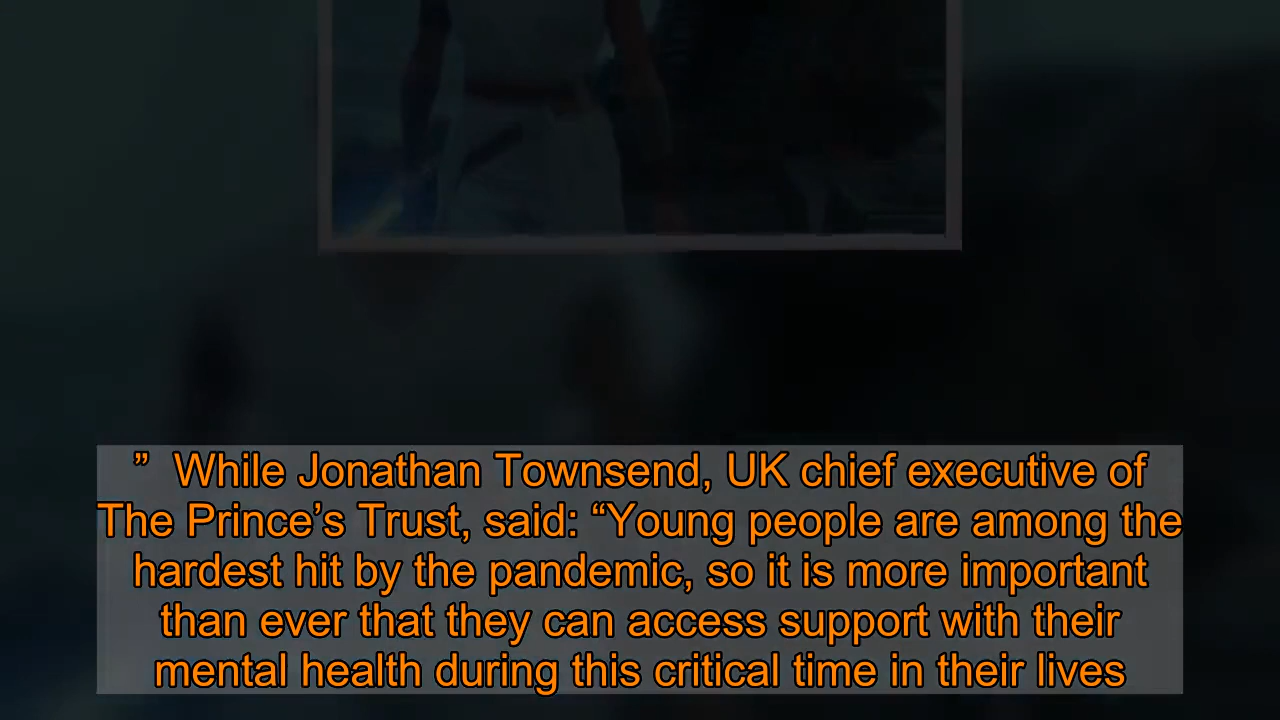 ”  While Jonathan Townsend, UK chief executive of
The Prince’s Trust, said: “Young people are among the
hardest hit by the pandemic, so it is more important
than ever that they can access support with their
mental health during this critical time in their lives